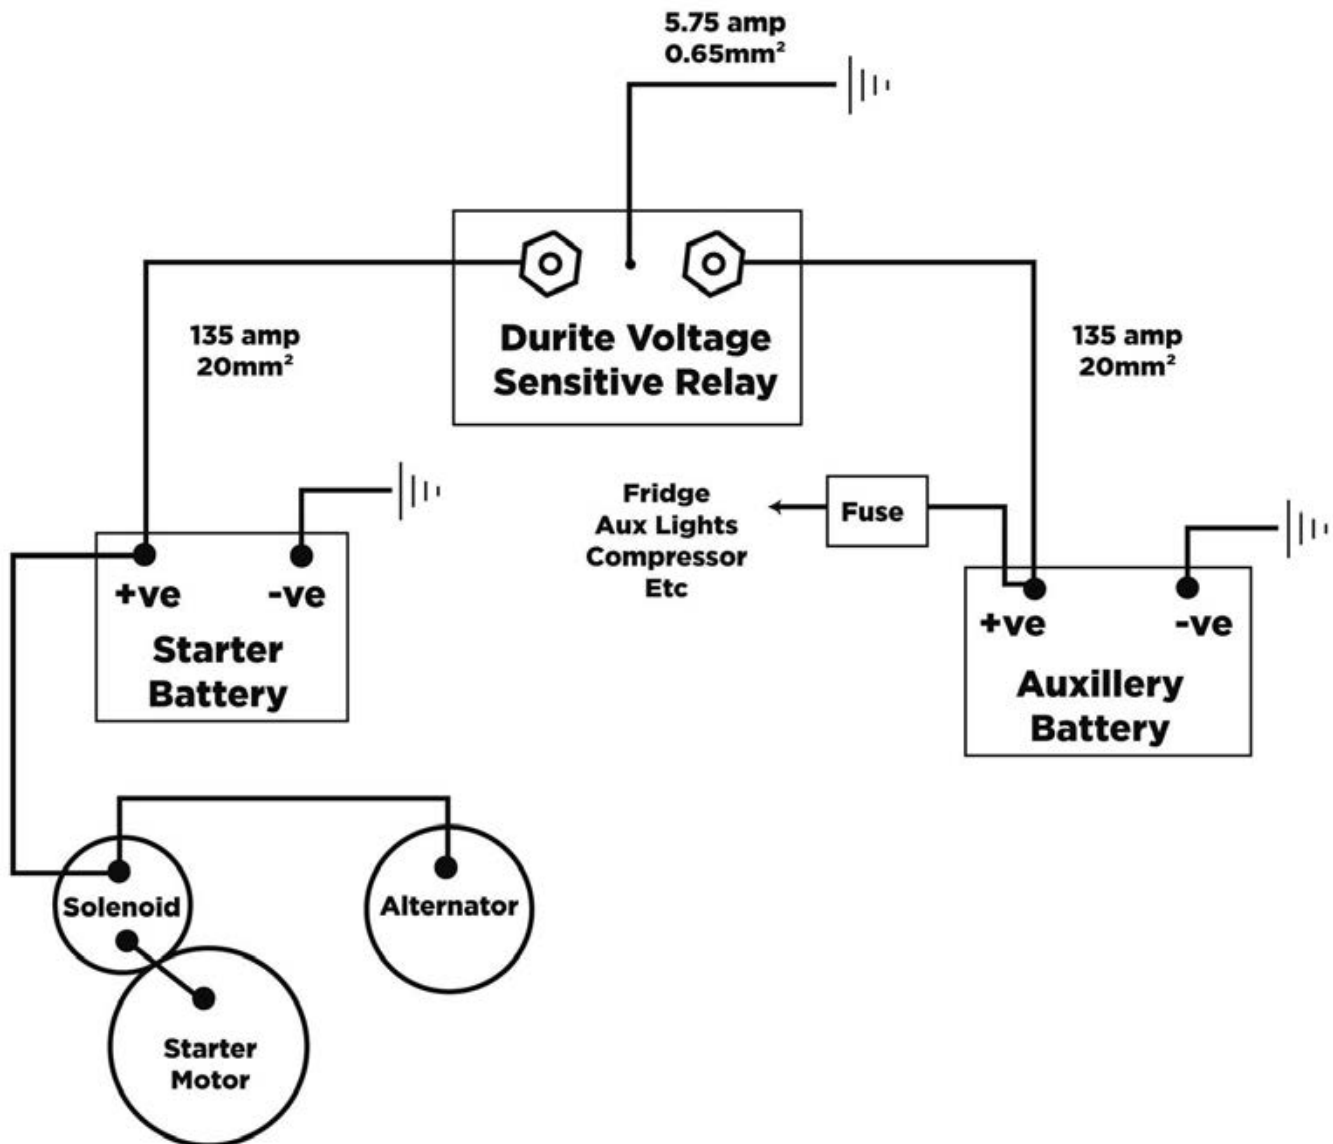 5.75 amp
0.65mm²
Durite Voltage
Sensitive Relay
135 amp
20mm²
135 amp
20mm²
Fridge
Aux Lights
Compressor
Etc
Fuse
+ve
-ve
Starter
Battery
+ve
-ve
Auxillery
Battery
Solenoid
Alternator
Starter
Motor